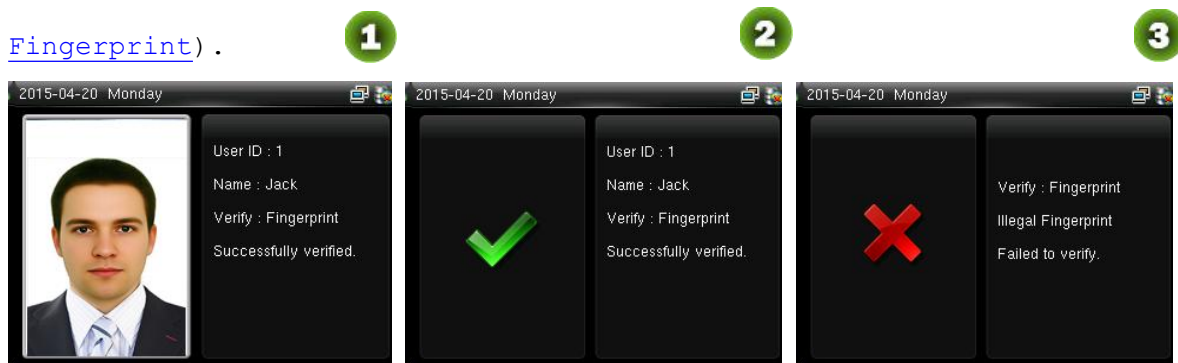 Fingerprint).
1
2
3
2015-04-20 Monday
User ID : 1
Name : Jack
Verify : Fingerprint
Successfully verified.
2015-04-20 Monday
User ID : 1
Name : Jack
Verify : Fingerprint
Successfully verified.
2015-04-20 Monday
Verify : Fingerprint
Illegal Fingerprint
Failed to verify.